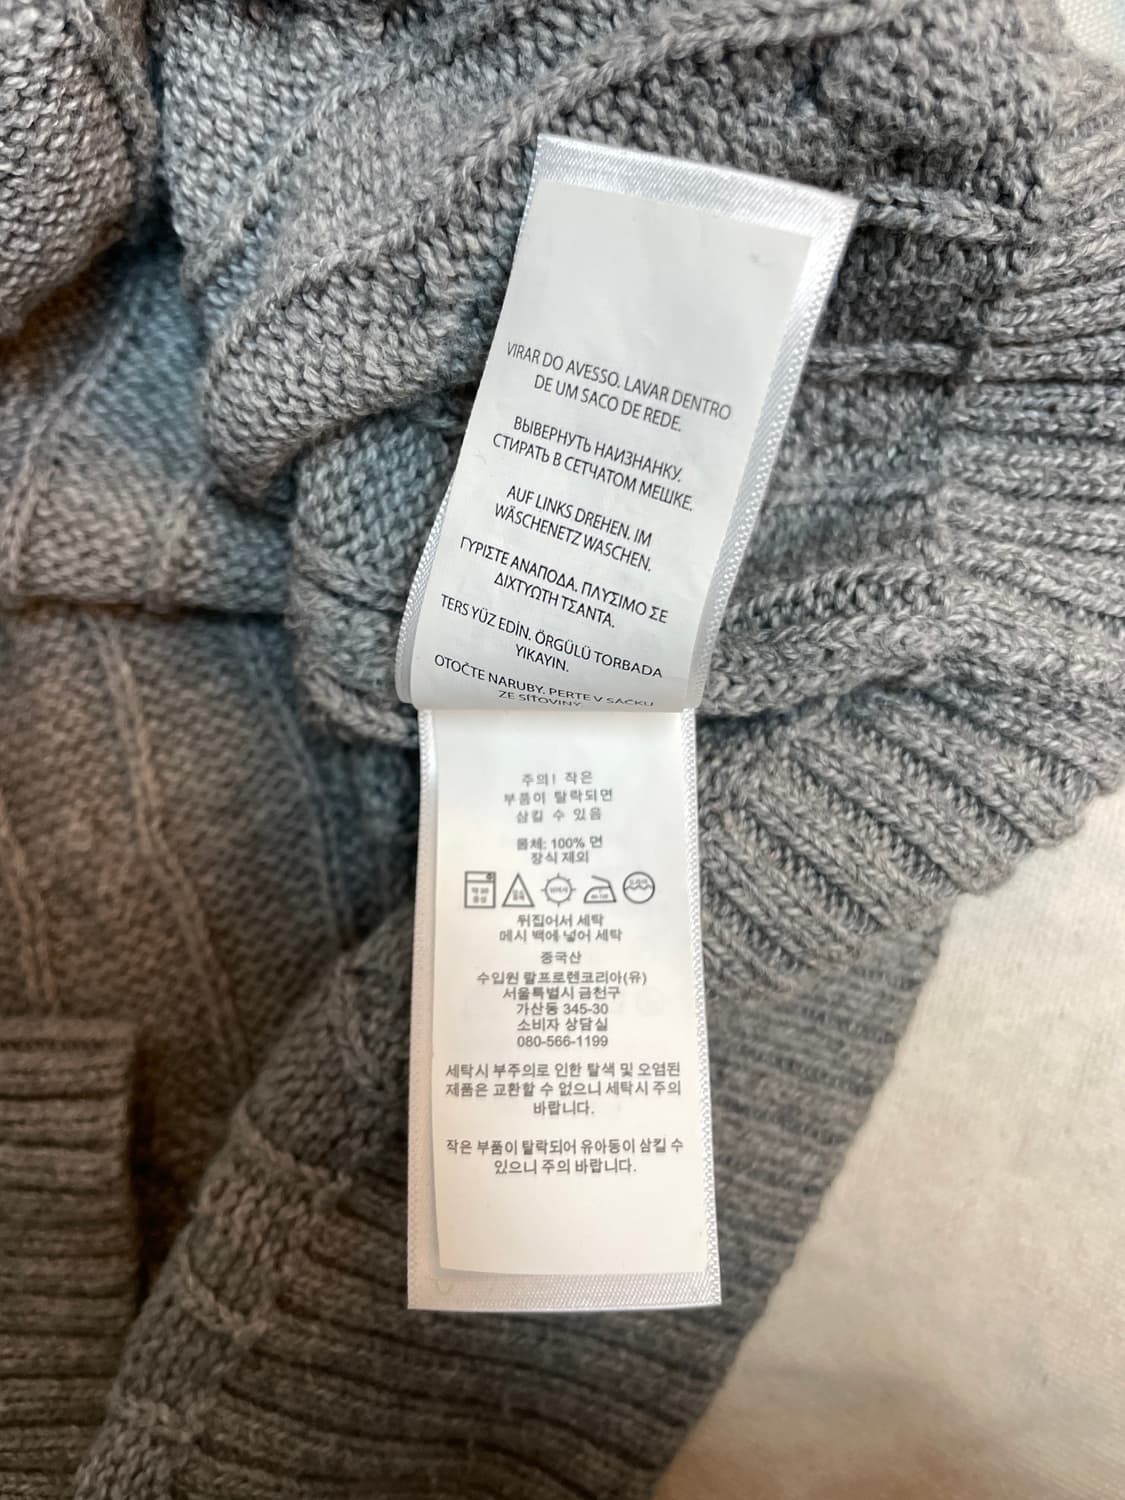 VIRAR DO AVESSO. LAVAR DENTRO
DE UM SACO DE REDE.
ВЫВЕРНУТЬ НАИЗНАНКУ.
СТИРАТЬ В СЕТЧАТОМ МЕШКЕ.
AUF LINKS DREHEN. IM
WÄSCHENETZ WASCHEN.
ΓΥΡΙΣΤΕ ΑΝΑΠΟΔΑ. ΠΛΥΣΙΜΟ ΣΕ
ΔΙΧΤΥΩΤΗ ΤΣΑΝΤΑ.
TERS YÜZ EDİN. ÖRGÜLÜ TORBADA
YIKAYIN.
OTOČTE NARUBY. PERTE V SÁČKU
ZE SÍŤOVINY.
주의! 작은
부품이 탈락되면
삼킬 수 있음
몸체: 100% 면
장식 제외
뒤집어서 세탁
메시 백에 넣어 세탁
중국산
수입원 랄프로렌코리아(유)
서울특별시 금천구
가산동 345-30
소비자 상담실
080-566-1199
세탁시 부주의로 인한 탈색 및 오염된
제품은 교환할 수 없으니 세탁시 주의
바랍니다.
작은 부품이 탈락되어 유아동이 삼킬 수
있으니 주의 바랍니다.